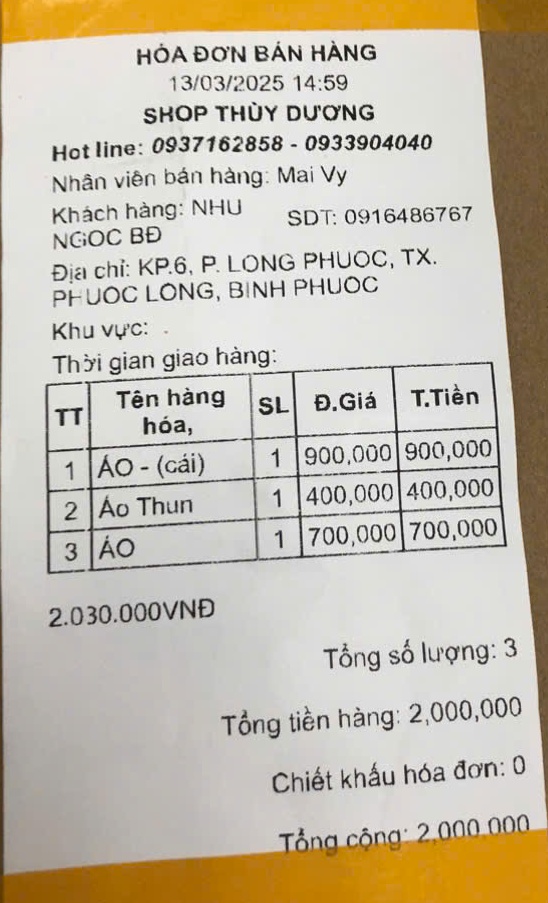 HÓA ĐƠN BÁN HÀNG
13/03/2025 14:59
SHOP THÙY DƯƠNG
Hot line: 0937162858 - 0933904040
Nhân viên bán hàng: Mai Vy
Khách hàng: NHU NGOC BĐ SDT: 0916486767
Địa chỉ: KP.6, P. LONG PHUOC, TX.
PHUOC LONG, BINH PHUOC
Khu vực: .
Thời gian giao hàng:
TT Tên hàng hóa, SL Đ.Giá T.Tiền
1 ÁO - (cái) 1 900,000 900,000
2 Áo Thun 1 400,000 400,000
3 ÁO 1 700,000 700,000
2.030.000VNĐ
Tổng số lượng: 3
Tổng tiền hàng: 2,000,000
Chiết khấu hóa đơn: 0
Tổng cộng: 2,000,000